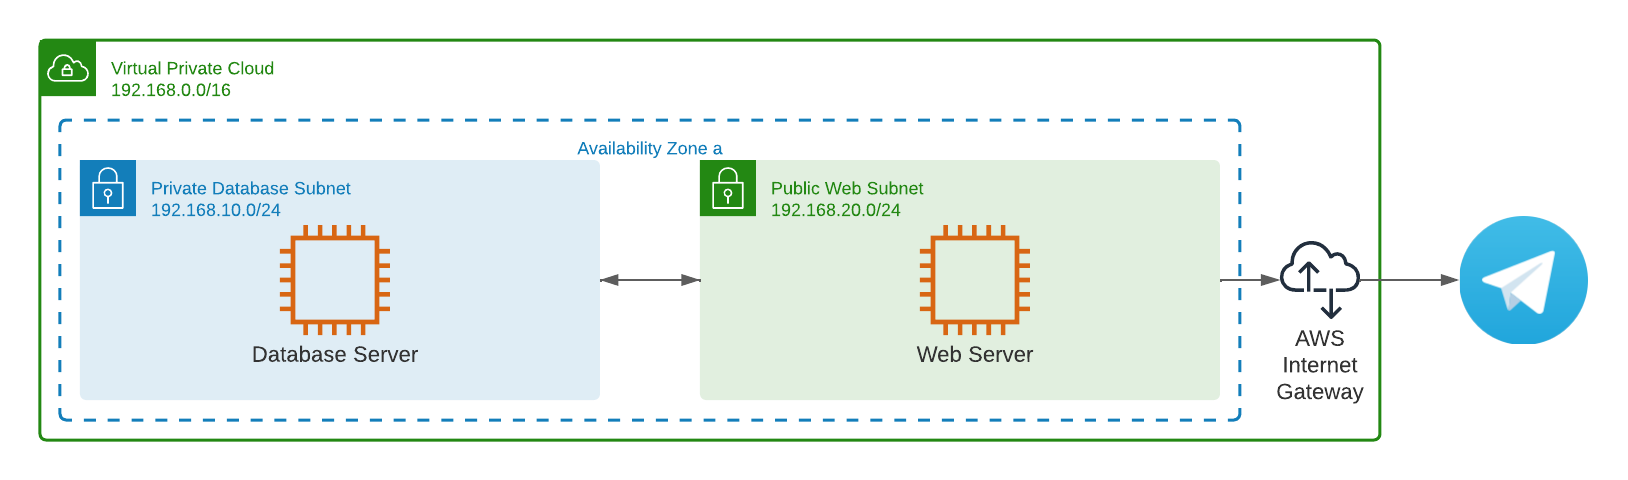 Virtual Private Cloud
192.168.0.0/16
Availability Zone a
Private Database Subnet
192.168.10.0/24
Database Server
Public Web Subnet
192.168.20.0/24
Web Server
AWS
Internet
Gateway